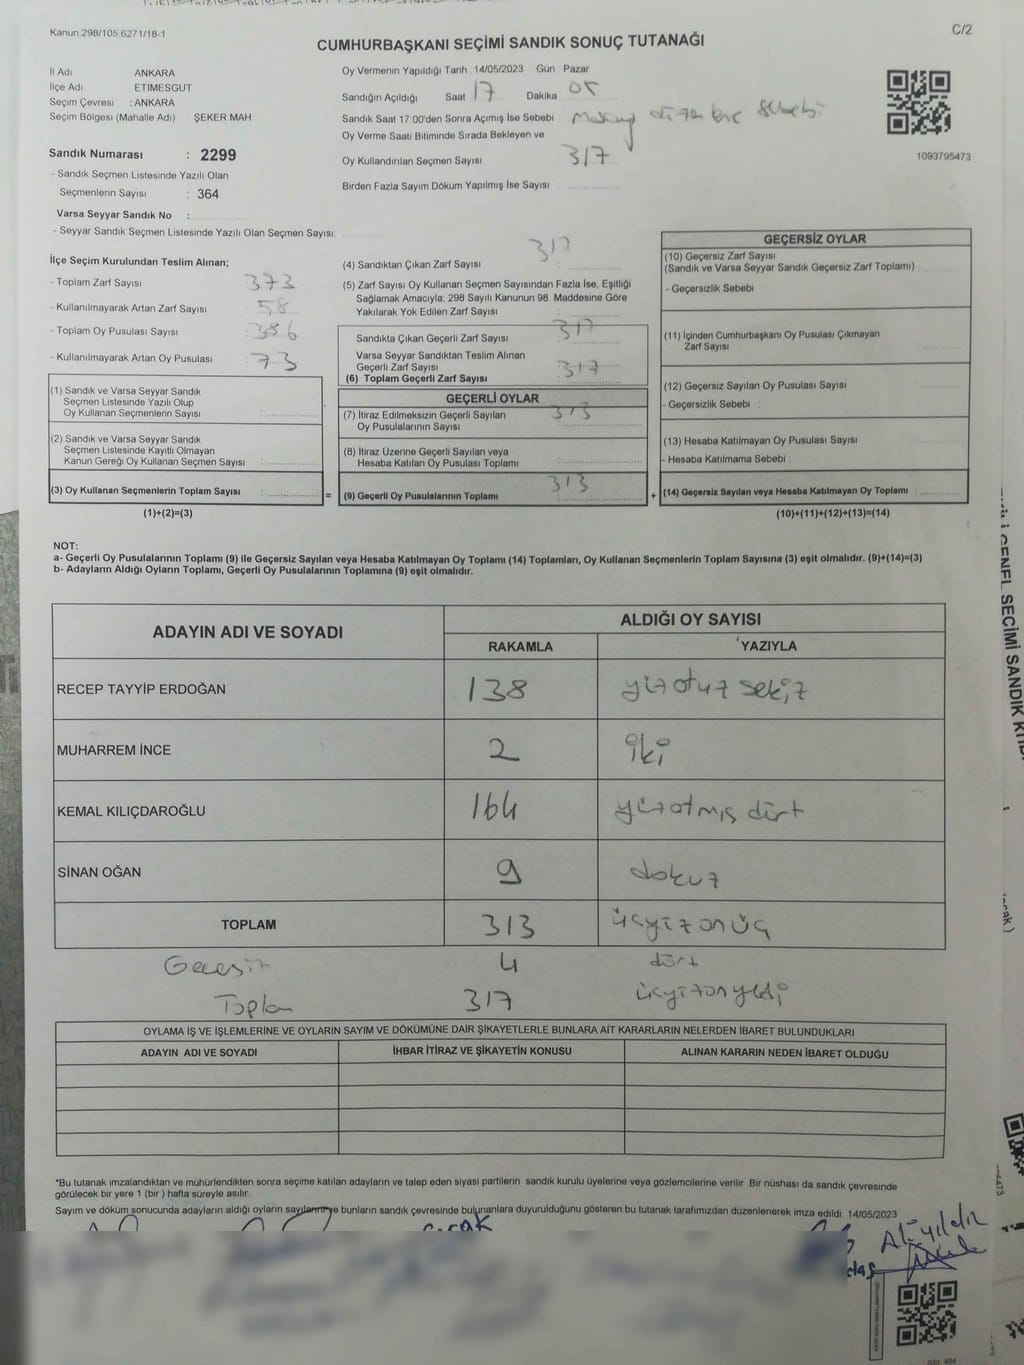 Kanun.298/105,6271/18-1
C/2
CUMHURBAŞKANI SEÇİMİ SANDIK SONUÇ TUTANAĞI
İl Adı ANKARA
İlçe Adı ETİMESGUT
Seçim Çevresi : ANKARA
Seçim Bölgesi (Mahalle Adı) ŞEKER MAH
Sandık Numarası : 2299
- Sandık Seçmen Listesinde Yazılı Olan
Seçmenlerin Sayısı : 364
Varsa Seyyar Sandık No :
- Seyyar Sandık Seçmen Listesinde Yazılı Olan Seçmen Sayısı:
Oy Vermenin Yapıldığı Tarih 14/05/2023 Gün Pazar
Sandığın Açıldığı Saat 17 Dakika 05
Sandık Saat 17:00'den Sonra Açımış İse Sebebi sebebi
Oy Verme Saati Bitiminde Sırada Bekleyen ve
Oy Kullandırılan Seçmen Sayısı 317
Birden Fazla Sayım Döküm Yapılmış İse Sayısı
1093795473
İlçe Seçim Kurulundan Teslim Alınan;
- Toplam Zarf Sayısı 373
- Kullanılmayarak Artan Zarf Sayısı 58
- Toplam Oy Pusulası Sayısı 386
- Kullanılmayarak Artan Oy Pusulası 73
(1) Sandık ve Varsa Seyyar Sandık
Seçmen Listesinde Yazılı Olup
Oy Kullanan Seçmenlerin Sayısı :
(2) Sandık ve Varsa Seyyar Sandık
Seçmen Listesinde Kayıtlı Olmayan
Kanun Gereği Oy Kullanan Seçmen Sayısı :
(3) Oy Kullanan Seçmenlerin Toplam Sayısı :
(1)+(2)=(3)
(4) Sandıktan Çıkan Zarf Sayısı 317
(5) Zarf Sayısı Oy Kullanan Seçmen Sayısından Fazla İse, Eşitliği
Sağlamak Amacıyla; 298 Sayılı Kanunun 98. Maddesine Göre
Yakılarak Yok Edilen Zarf Sayısı
Sandıkta Çıkan Geçerli Zarf Sayısı 317
Varsa Seyyar Sandıktan Teslim Alınan
Geçerli Zarf Sayısı
(6) Toplam Geçerli Zarf Sayısı 317
GEÇERLİ OYLAR
(7) İtiraz Edilmeksizin Geçerli Sayılan 313
Oy Pusulalarının Sayısı
(8) İtiraz Üzerine Geçerli Sayılan veya
Hesaba Katılan Oy Pusulası Toplamı
= (9) Geçerli Oy Pusulalarının Toplamı 313 +
GEÇERSİZ OYLAR
(10) Geçersiz Zarf Sayısı
(Sandık ve Varsa Seyyar Sandık Geçersiz Zarf Toplamı)
- Geçersizlik Sebebi
(11) İçinden Cumhurbaşkanı Oy Pusulası Çıkmayan
Zarf Sayısı
(12) Geçersiz Sayılan Oy Pusulası Sayısı
- Geçersizlik Sebebi :
(13) Hesaba Katılmayan Oy Pusulası Sayısı
- Hesaba Katılmama Sebebi :
(14) Geçersiz Sayılan veya Hesaba Katılmayan Oy Toplamı :
(10)+(11)+(12)+(13)=(14)
NOT:
a- Geçerli Oy Pusulalarının Toplamı (9) ile Geçersiz Sayılan veya Hesaba Katılmayan Oy Toplamı (14) Toplamları, Oy Kullanan Seçmenlerin Toplam Sayısına (3) eşit olmalıdır. (9)+(14)=(3)
b- Adayların Aldığı Oyların Toplamı, Geçerli Oy Pusulalarının Toplamına (9) eşit olmalıdır.
ADAYIN ADI VE SOYADI
ALDIĞI OY SAYISI
RAKAMLA YAZIYLA
RECEP TAYYİP ERDOĞAN 138 yüzotuz sekiz
MUHARREM İNCE 2 iki
KEMAL KILIÇDAROĞLU 164 yüzatmış dört
SİNAN OĞAN 9 dokuz
TOPLAM 313 üçyüzonüç
Geçersiz 4 dört
Toplam 317 üçyüzonyedi
OYLAMA İŞ VE İŞLEMLERİNE VE OYLARIN SAYIM VE DÖKÜMÜNE DAİR ŞİKAYETLERLE BUNLARA AİT KARARLARIN NELERDEN İBARET BULUNDUKLARI
ADAYIN ADI VE SOYADI İHBAR İTİRAZ VE ŞİKAYETİN KONUSU ALINAN KARARIN NEDEN İBARET OLDUĞU
*Bu tutanak imzalandıktan ve mühürlendikten sonra seçime katılan adayların ve talep eden siyasi partilerin sandık kurulu üyelerine veya gözlemcilerine verilir. Bir nüshası da sandık çevresinde
görülecek bir yere 1 (bir ) hafta süreyle asılır.
Sayım ve döküm sonucunda adayların aldığı oyların bunların sandık çevresinde bulunanlara duyurulduğunu gösteren bu tutanak tarafımızdan düzenlenerek imza edildi. 14/05/2023
GENEL SEÇİMİ SANDIK